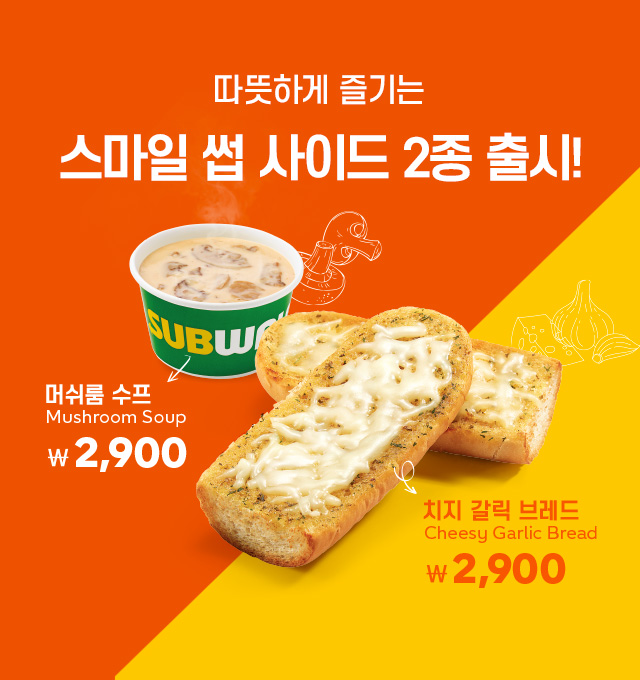 따뜻하게 즐기는
스마일 썹 사이드 2종 출시!
SUBWAY
머쉬룸 수프
Mushroom Soup
₩ 2,900
치지 갈릭 브레드
Cheesy Garlic Bread
₩ 2,900